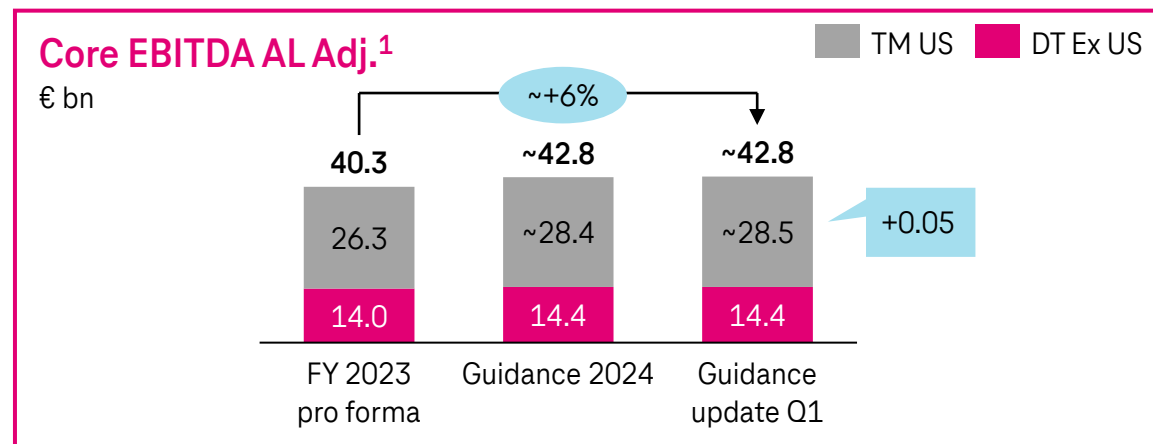 Core EBITDA AL Adj.1
€ bn
TM US
DT Ex US
~+6%
40.3
~42.8
~42.8
26.3
~28.4
~28.5
+0.05
14.0
14.4
14.4
FY 2023
pro forma
Guidance 2024
Guidance
update Q1